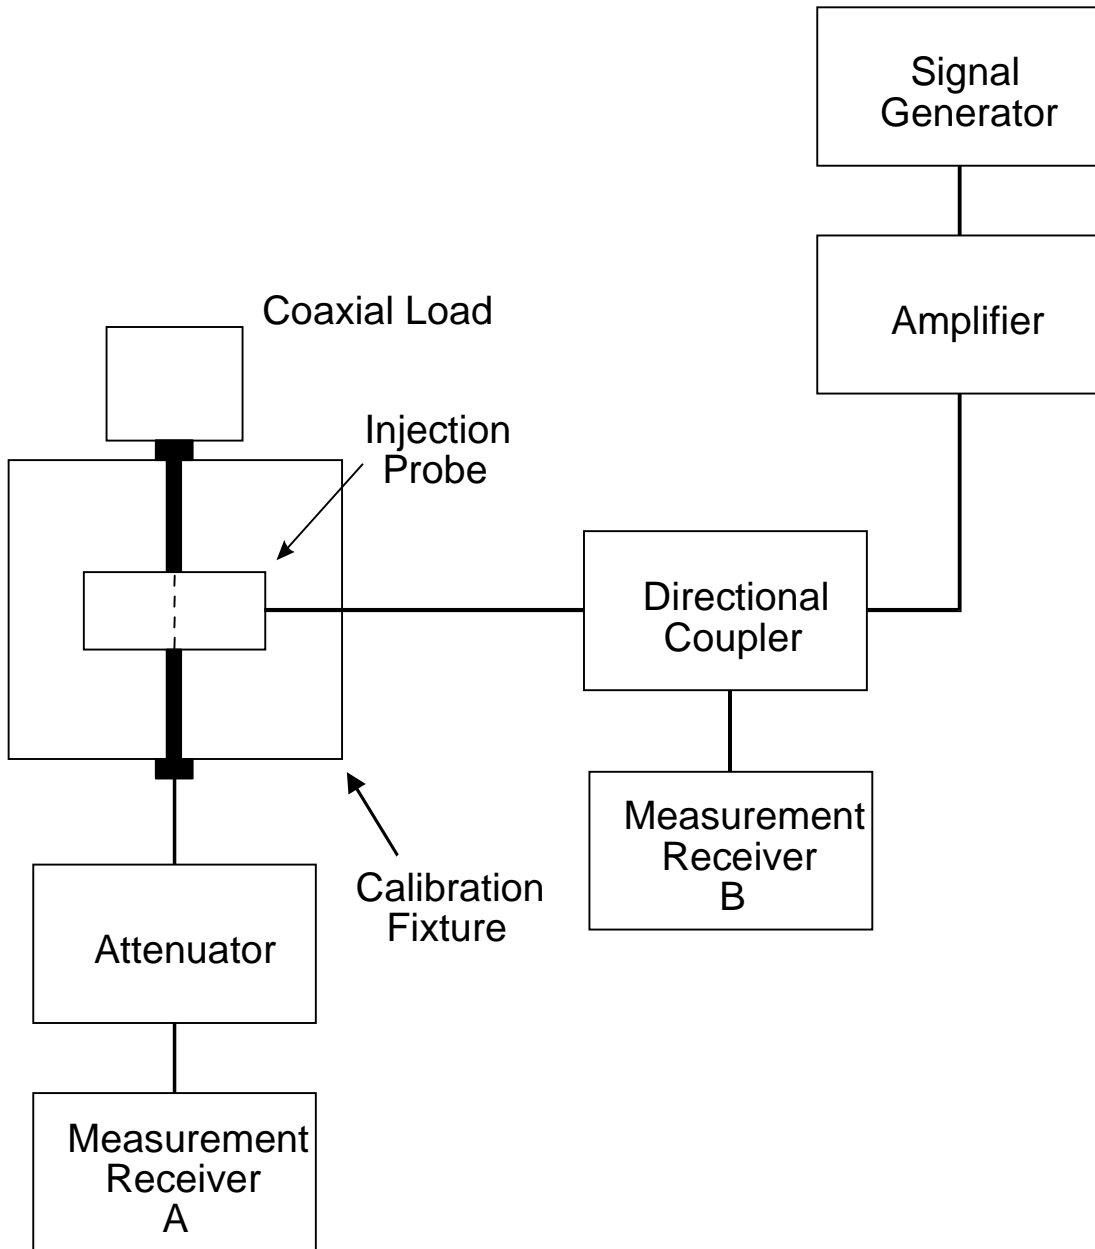 Signal
Generator
Amplifier
Coaxial Load
Injection
Probe
Directional
Coupler
Measurement
Receiver
B
Calibration
Fixture
Attenuator
Measurement
Receiver
A